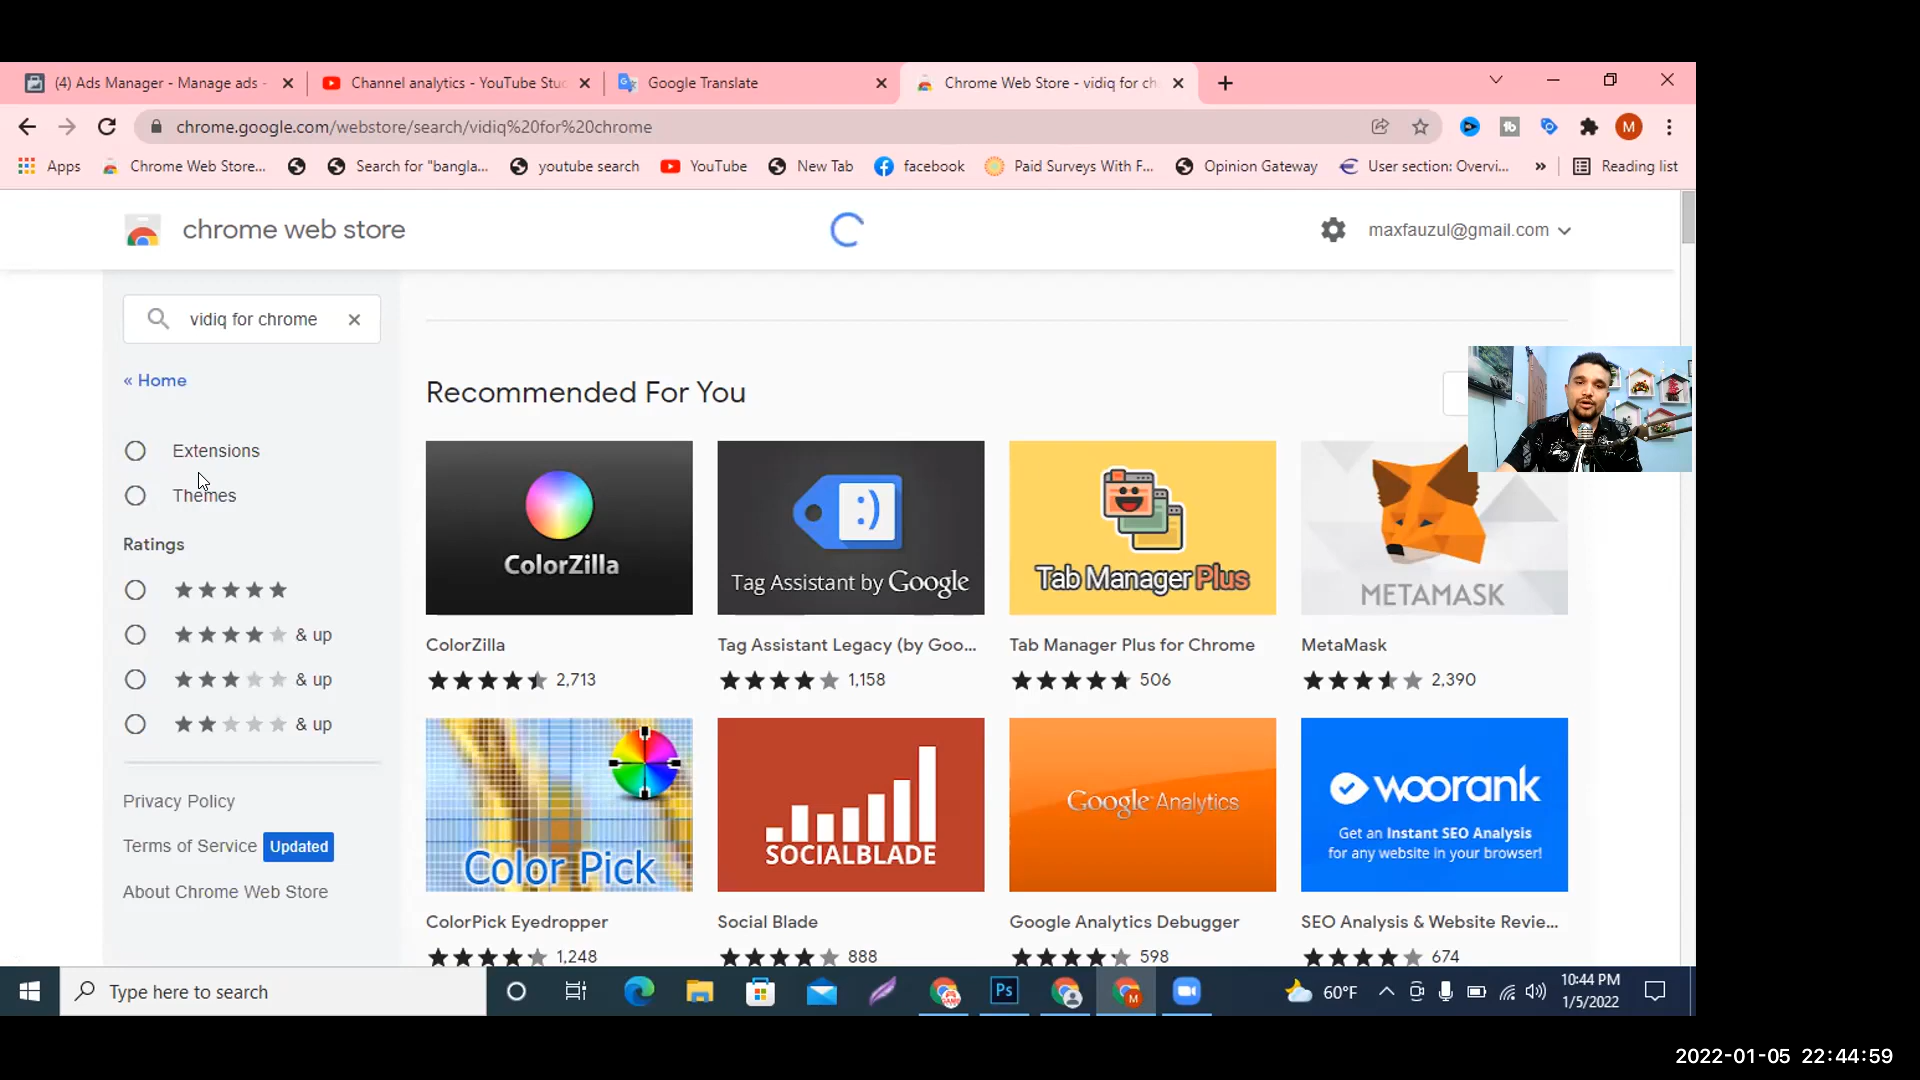 (4) Ads Manager - Manage ads -
Channel analytics - YouTube Stu
Google Translate
Chrome Web Store - vidiq for ch
chrome.google.com/webstore/search/vidiq%20for%20chrome
M
Apps
Chrome Web Store...
Search for "bangla...
youtube search
YouTube
New Tab
facebook
Paid Surveys With F...
Opinion Gateway
User section: Overvi...
»
Reading list
chrome web store
maxfauzul@gmail.com
vidiq for chrome
« Home
Extensions
Themes
Ratings
& up
& up
& up
Privacy Policy
Terms of Service Updated
About Chrome Web Store
Recommended For You
ColorZilla
Tag Assistant by Google
Tab Manager Plus
METAMASK
ColorZilla
Tag Assistant Legacy (by Goo...
Tab Manager Plus for Chrome
MetaMask
2,713
1,158
506
2,390
Color Pick
SOCIALBLADE
Google Analytics
woorank
Get an Instant SEO Analysis
for any website in your browser!
ColorPick Eyedropper
Social Blade
Google Analytics Debugger
SEO Analysis & Website Revie...
1,248
888
598
674
Type here to search
Ps
M
60°F
10:44 PM
1/5/2022
2022-01-05 22:44:59